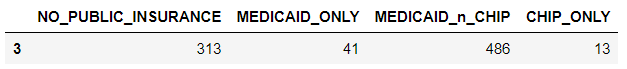 NO_PUBLIC_INSURANCE MEDICAID_ONLY MEDICAID_n_CHIP CHIP_ONLY
3 313 41 486 13